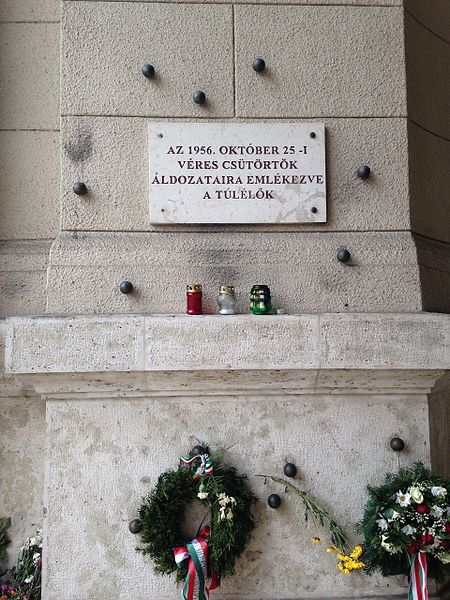 AZ 1956. OKTÓBER 25 -I
VÉRES CSÜTÖRTÖK
ÁLDOZATAIRA EMLÉKEZVE
A TÚLÉLŐK